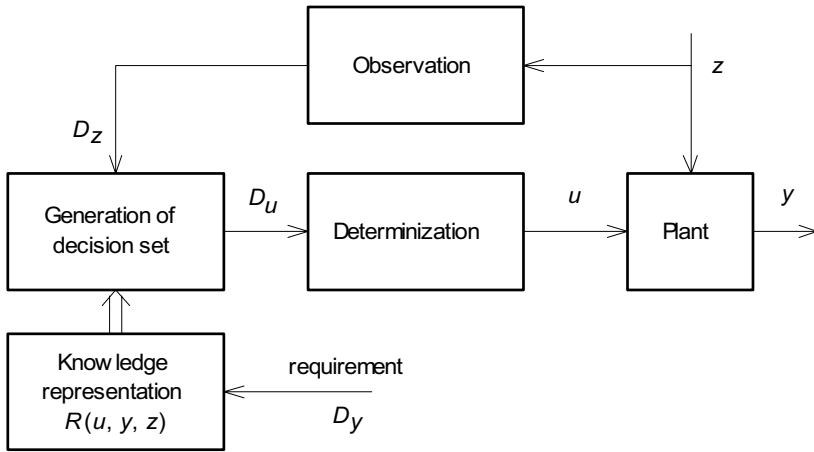 Observation
z
D_z
Generation of
decision set
D_u
Determinization
u
Plant
y
Know ledge
representation
R(u, y, z)
requirement
D_y